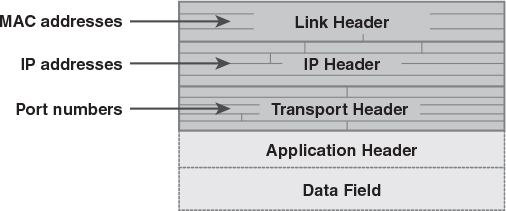 MAC addresses
Link Header
IP addresses
IP Header
Port numbers
Transport Header
Application Header
Data Field